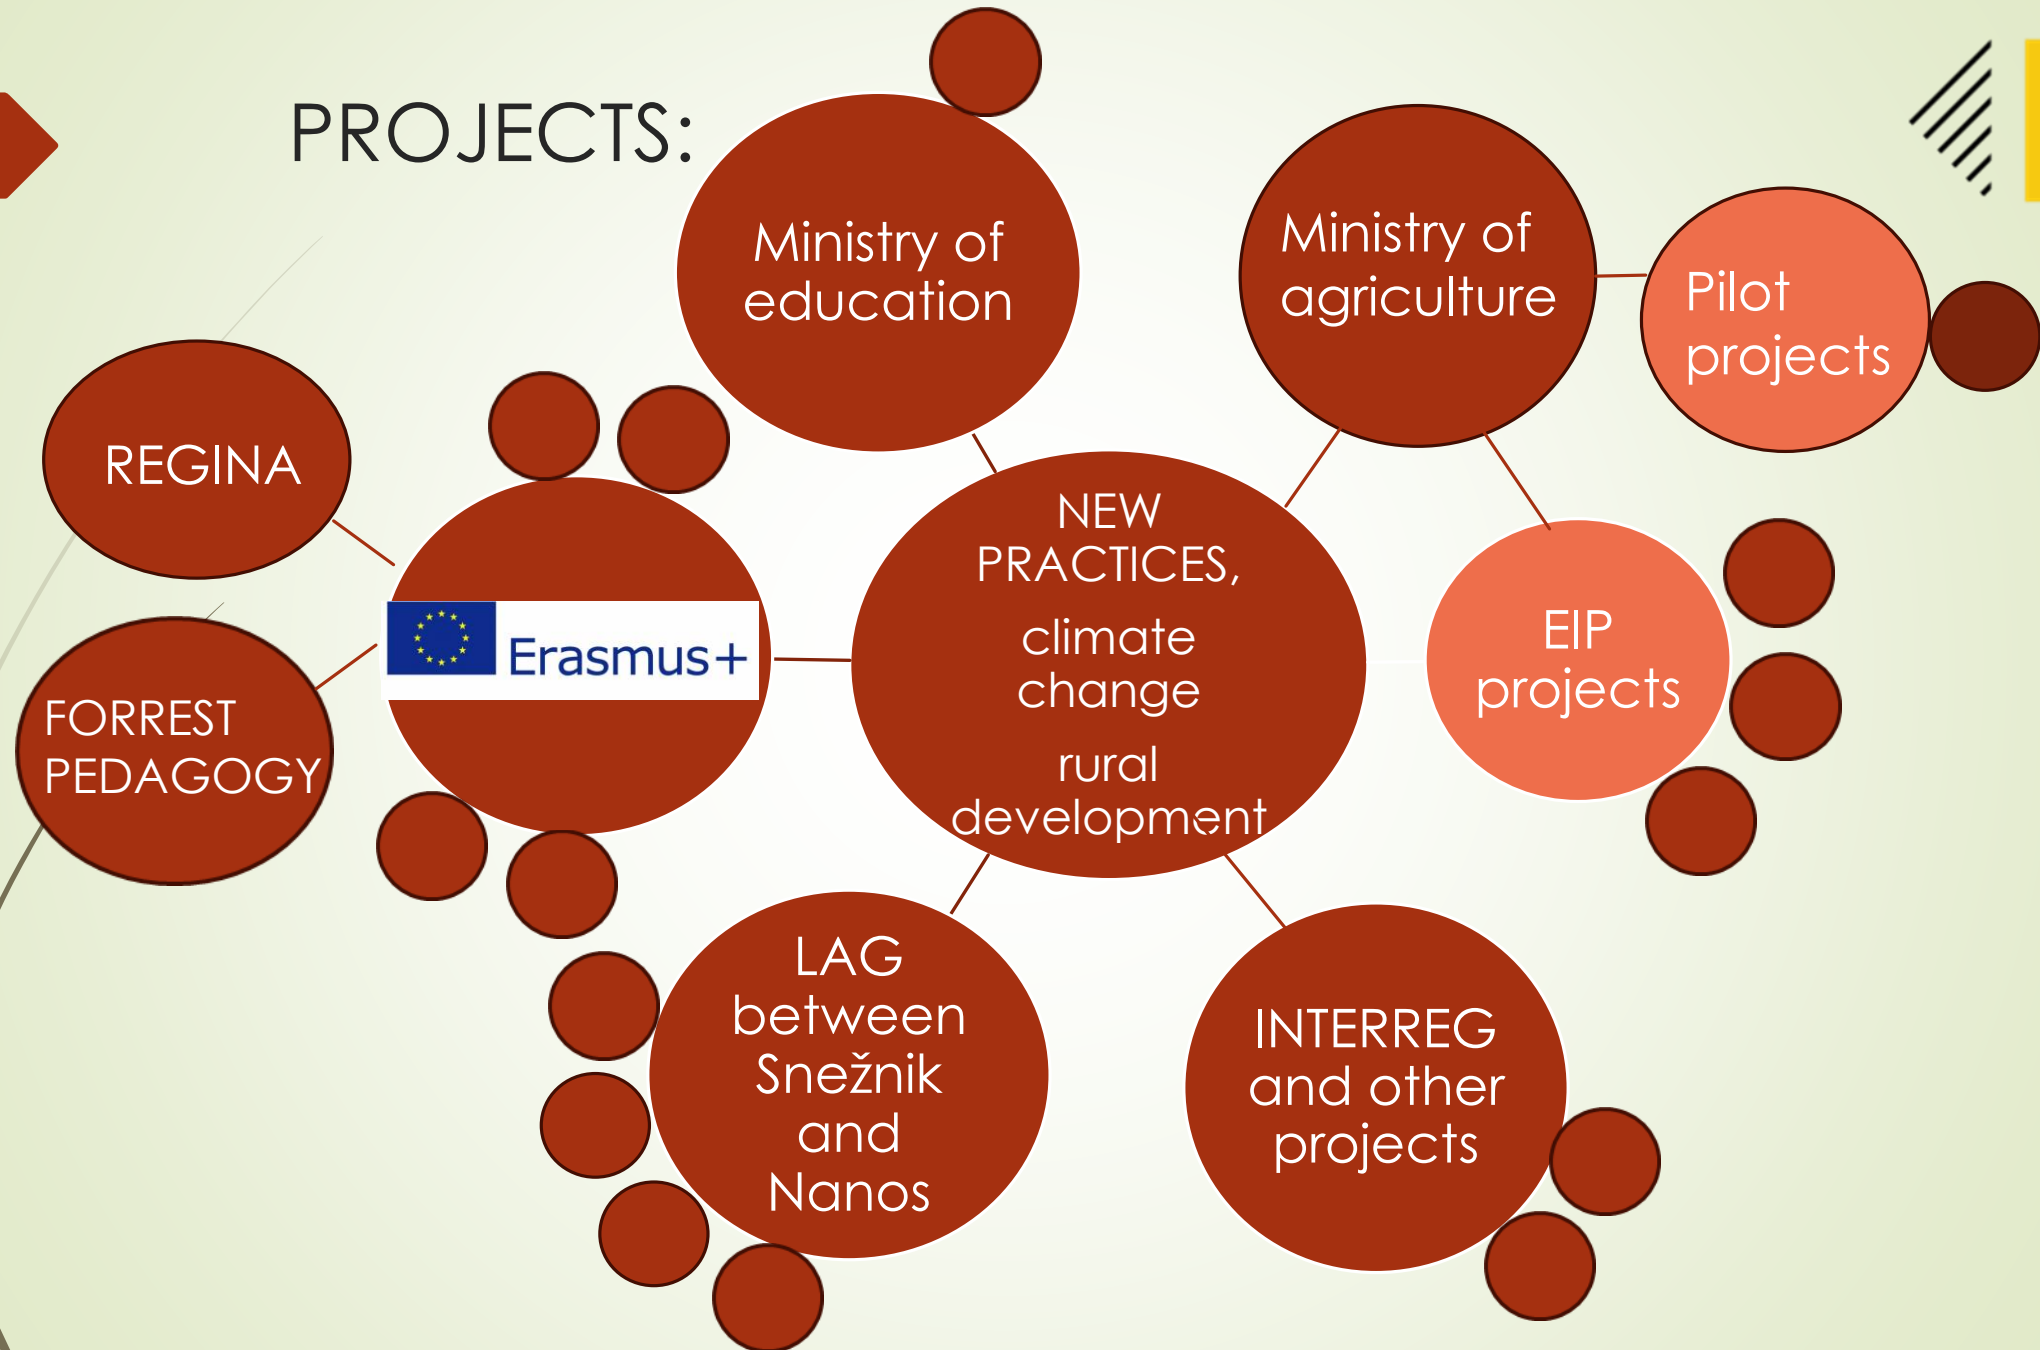 PROJECTS:
Ministry of
education
Ministry of
agriculture
Pilot
projects
REGINA
Erasmus+
FORREST
PEDAGOGY
NEW
PRACTICES,
climate
change
rural
development
EIP
projects
LAG
between
Snežnik
and
Nanos
INTERREG
and other
projects